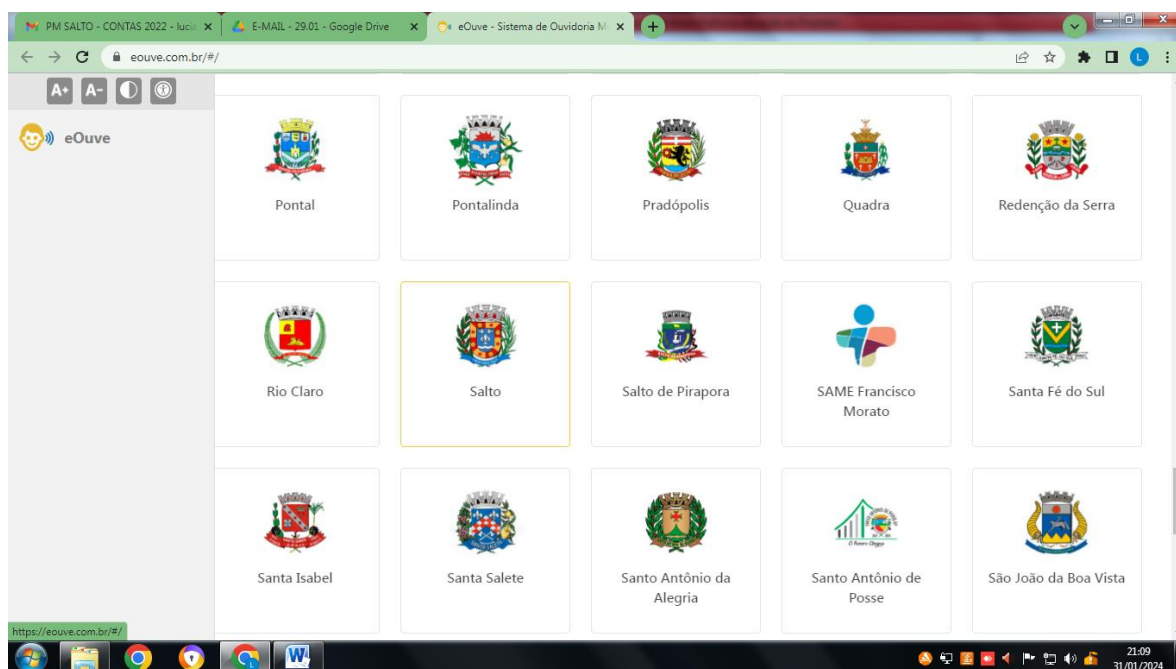 PM SALTO - CONTAS 2022 - luci
E-MAIL - 29.01 - Google Drive
eOuve - Sistema de Ouvidoria M
eouve.com.br/#/
L
A+ A-
eOuve
Pontal
Pontalinda
Pradópolis
Quadra
Redenção da Serra
Rio Claro
Salto
Salto de Pirapora
SAME Francisco
Morato
Santa Fé do Sul
Santa Isabel
Santa Salete
Santo Antônio da
Alegria
Santo Antônio de
Posse
São João da Boa Vista
https://eouve.com.br/#/
21:09
31/01/2024